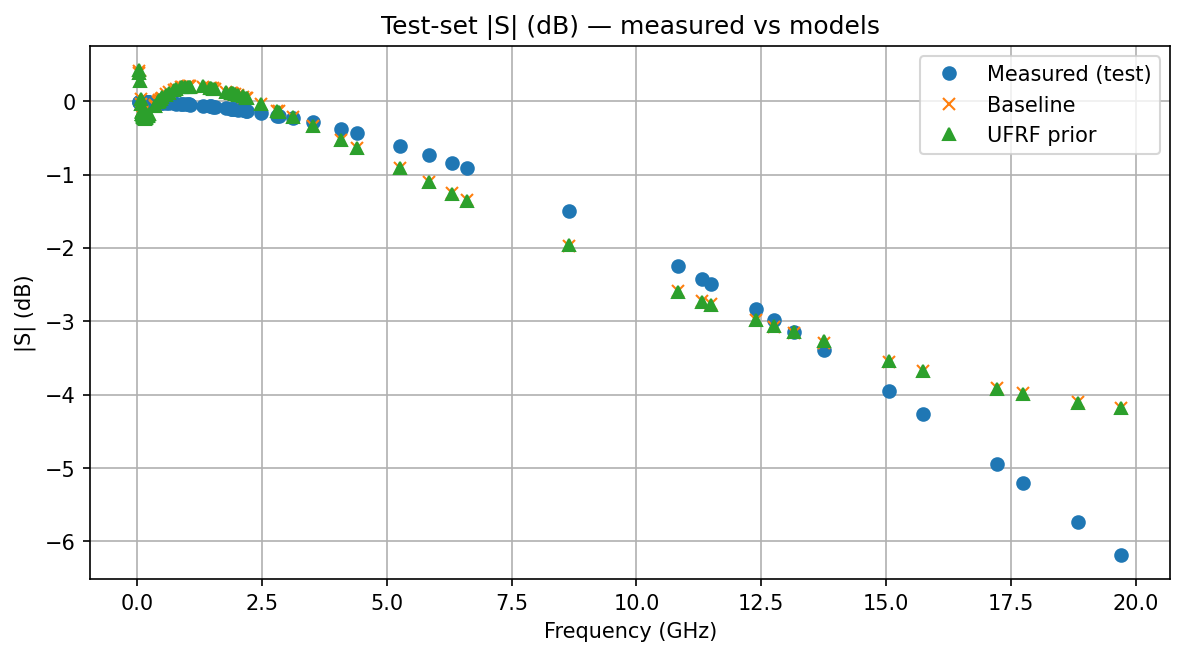 Test-set |S| (dB) — measured vs models
Measured (test)
Baseline
UFRF prior
|S| (dB)
0
−1
−2
−3
−4
−5
−6
0.0 2.5 5.0 7.5 10.0 12.5 15.0 17.5 20.0
Frequency (GHz)